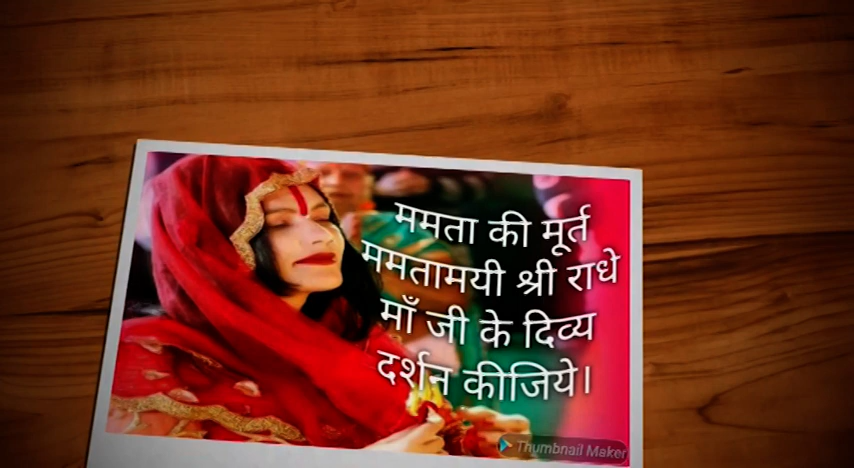 ममता की मूर्त
ममतामयी श्री राधे
माँ जी के दिव्य
दर्शन कीजिये।
Thumbnail Maker